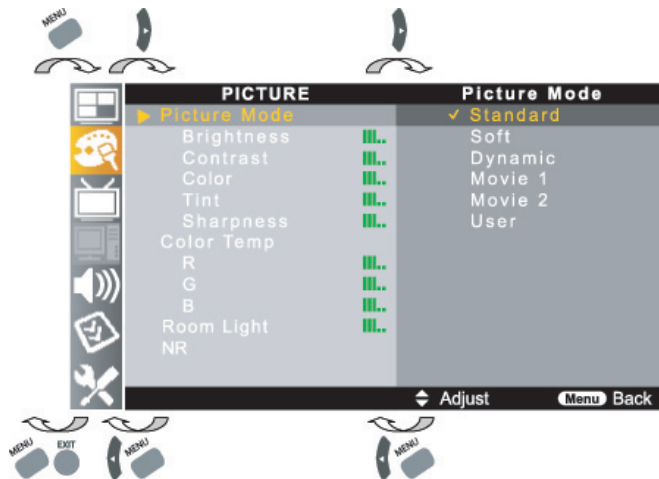 MENU
PICTURE
Picture Mode
Brightness
Contrast
Color
Tint
Sharpness
Color Temp
R
G
B
Room Light
NR
Picture Mode
Standard
Soft
Dynamic
Movie 1
Movie 2
User
Adjust
Menu Back
MENU EXIT
MENU
MENU